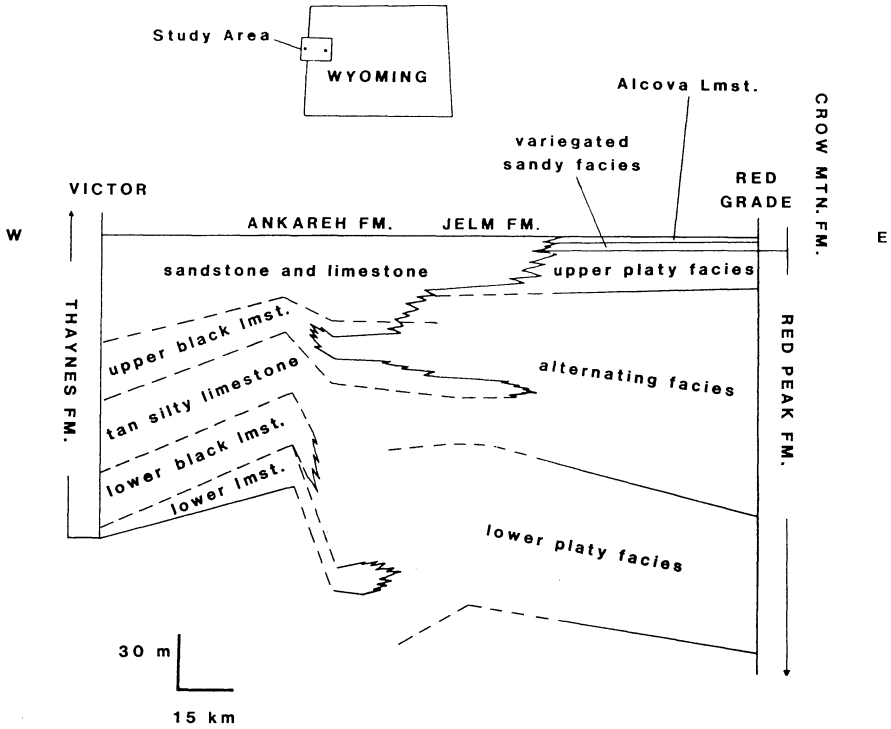 Study Area
WYOMING
Alcova Lmst.
variegated
sandy facies
CROW MTN. FM.
VICTOR
RED
GRADE
W
ANKAREH FM.
JELM FM.
E
sandstone and limestone
upper platy facies
THAYNES FM.
upper black lmst.
RED PEAK FM.
tan silty limestone
alternating facies
lower black lmst.
lower lmst.
lower platy facies
30 m
15 km